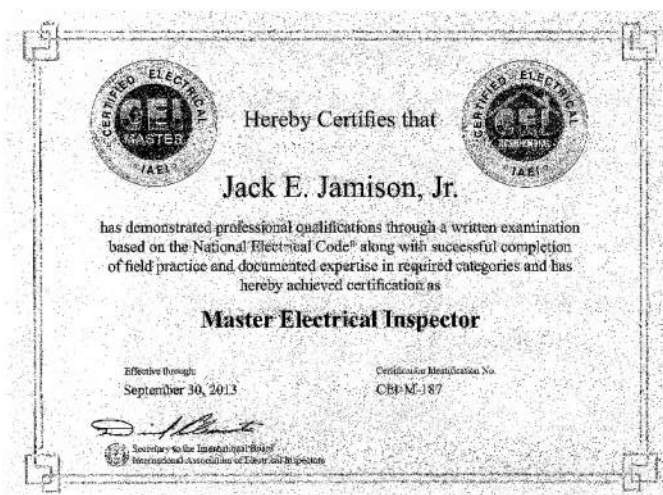 CERTIFIED ELECTRICAL
CEI
MASTER
IAEI
CERTIFIED ELECTRICAL
CEI
RESIDENTIAL
IAEI
Hereby Certifies that
Jack E. Jamison, Jr.
has demonstrated professional qualifications through a written examination
based on the National Electrical Code® along with successful completion
of field practice and documented expertise in required categories and has
hereby achieved certification as
Master Electrical Inspector
Effective through:
September 30, 2013
Certification Identification No.
CEI-M-187
Secretary to the International Board
International Association of Electrical Inspectors